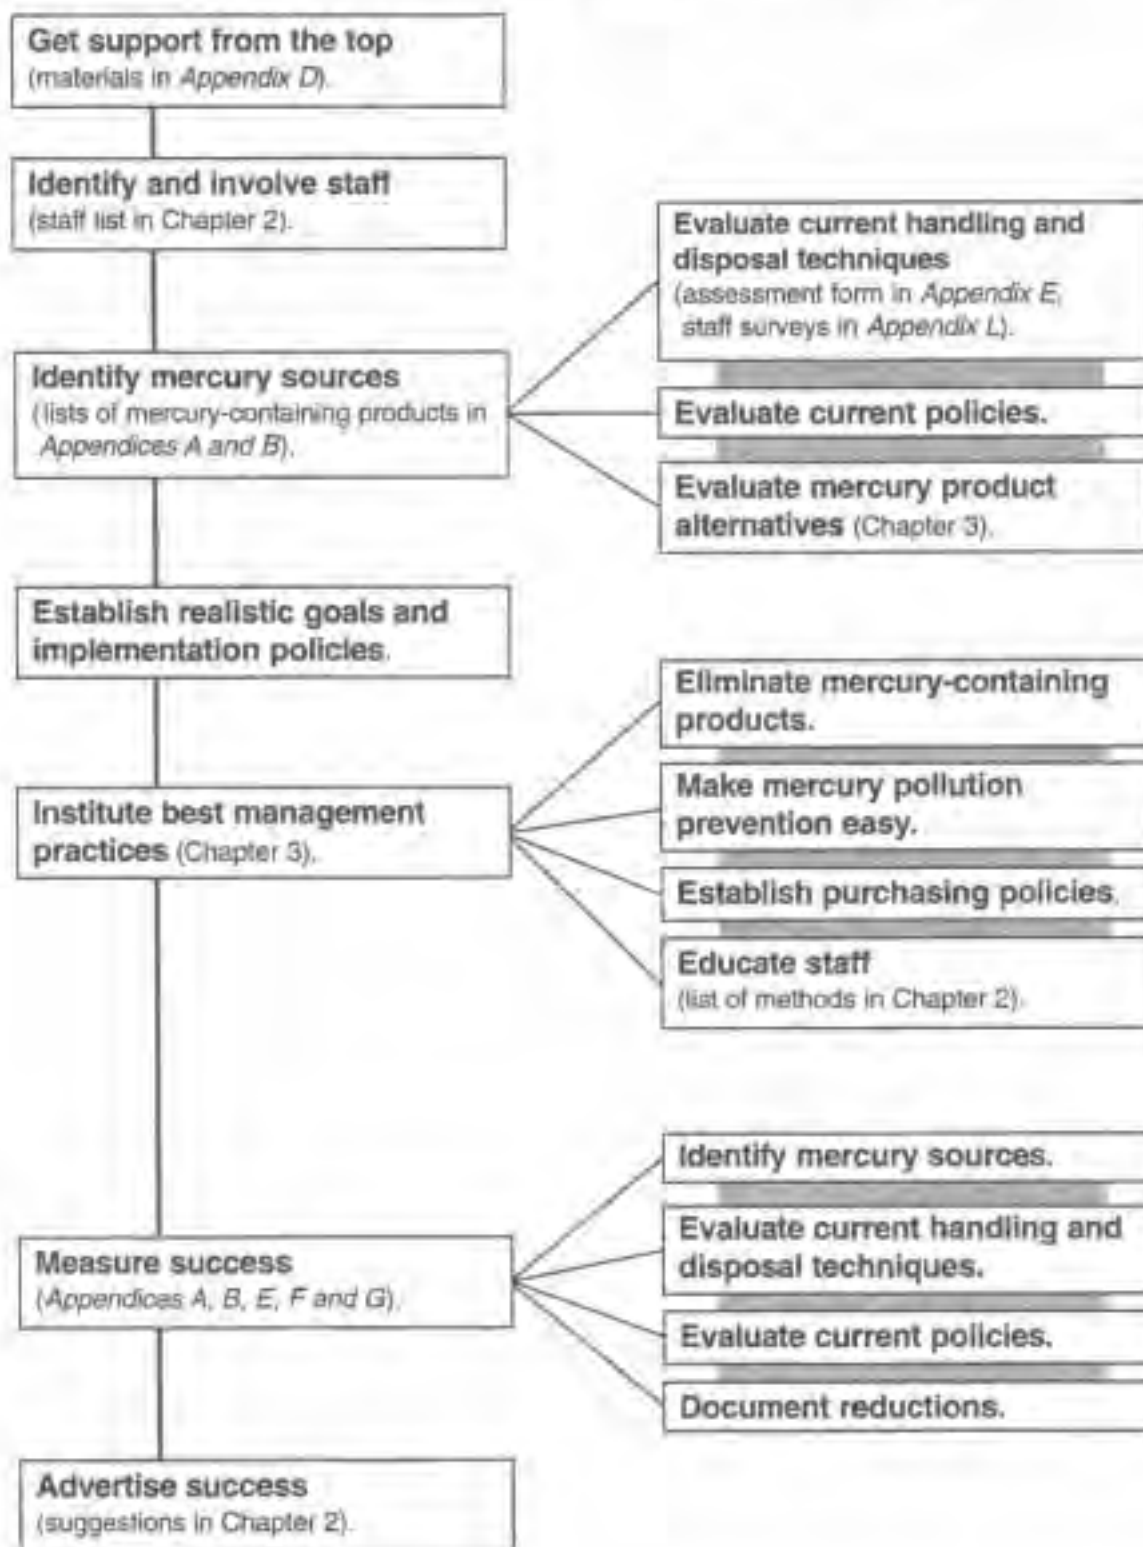 Get support from the top
(materials in Appendix D).
Identify and involve staff
(staff list in Chapter 2).
Identify mercury sources
(lists of mercury-containing products in
Appendices A and B).
Evaluate current handling and
disposal techniques
(assessment form in Appendix E,
staff surveys in Appendix L).
Evaluate current policies.
Evaluate mercury product
alternatives (Chapter 3).
Establish realistic goals and
implementation policies.
Institute best management
practices (Chapter 3).
Eliminate mercury-containing
products.
Make mercury pollution
prevention easy.
Establish purchasing policies.
Educate staff
(list of methods in Chapter 2).
Measure success
(Appendices A, B, E, F and G).
Identify mercury sources.
Evaluate current handling and
disposal techniques.
Evaluate current policies.
Document reductions.
Advertise success
(suggestions in Chapter 2).